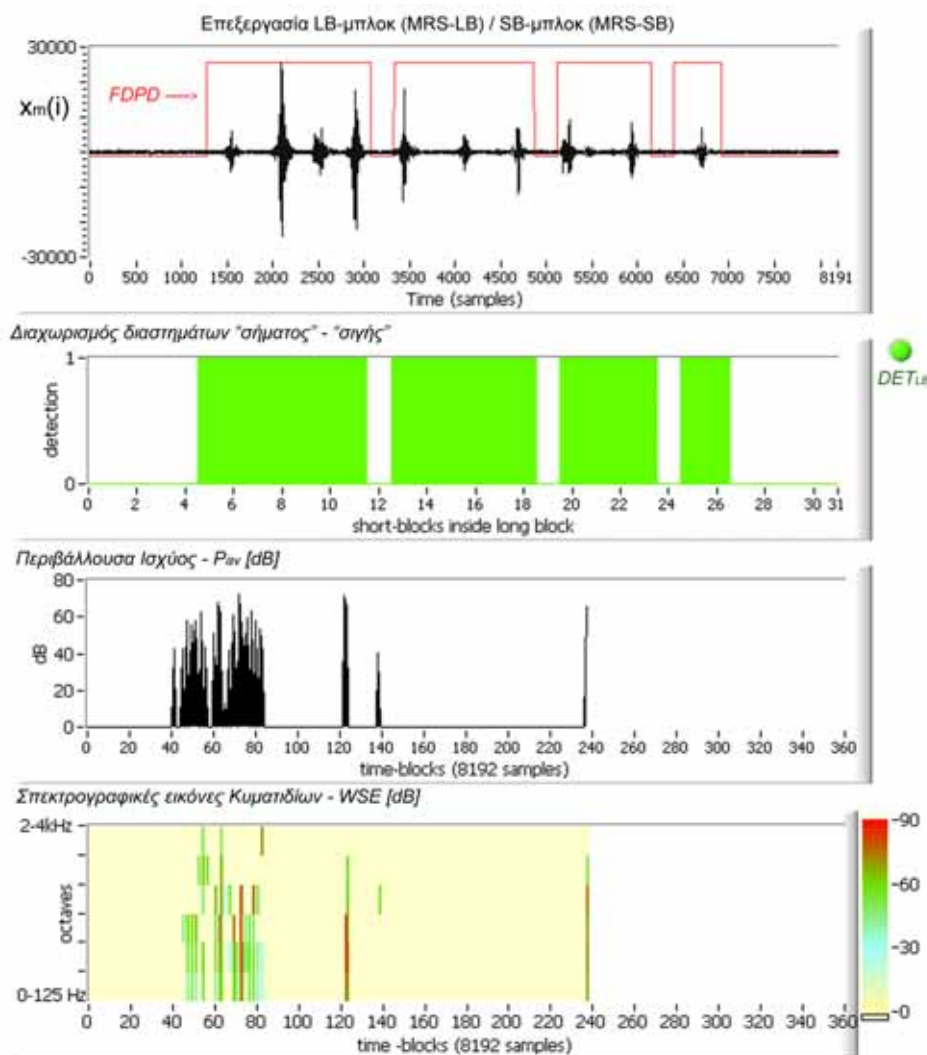 Επεξεργασία LB-μπλοκ (MRS-LB) / SB-μπλοκ (MRS-SB)
30000
xm(i)
FDPD ---->
-30000
0 500 1000 1500 2000 2500 3000 3500 4000 4500 5000 5500 6000 6500 7000 7500 8191
Time (samples)
Διαχωρισμός διαστημάτων "σήματος" - "σιγής"
1
detection
0
DETLB
0 2 4 6 8 10 12 14 16 18 20 22 24 26 28 30 31
short-blocks inside long block
Περιβάλλουσα Ισχύος - Pav [dB]
80
60
40
20
0
dB
0 20 40 60 80 100 120 140 160 180 200 220 240 260 280 300 320 340 360
time-blocks (8192 samples)
Σπεκτρογραφικές εικόνες Κυματιδίων - WSE [dB]
2-4kHz
octaves
0-125 Hz
90
60
30
0
0 20 40 60 80 100 120 140 160 180 200 220 240 260 280 300 320 340 360
time -blocks (8192 samples)